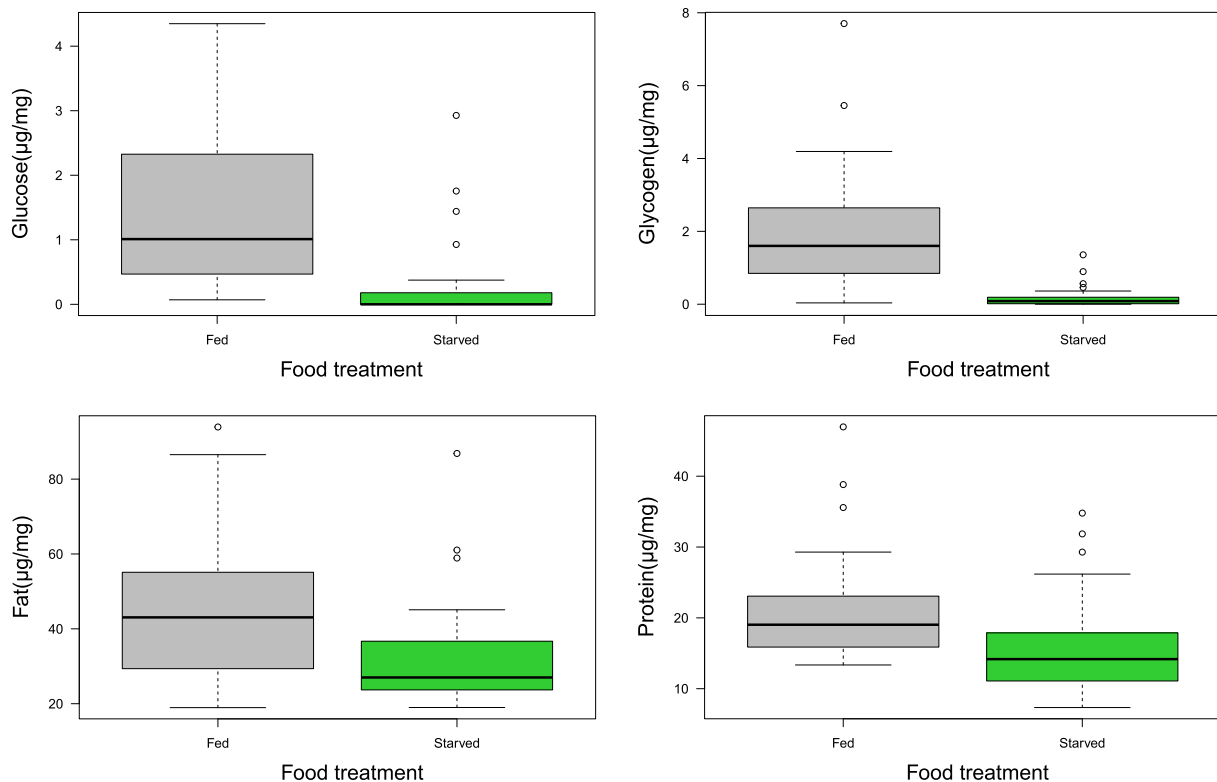 Glucose(µg/mg)
4
3
2
1
0
Fed
Starved
Food treatment
Glycogen(µg/mg)
8
6
4
2
0
Fed
Starved
Food treatment
Fat(µg/mg)
80
60
40
20
Fed
Starved
Food treatment
Protein(µg/mg)
40
30
20
10
Fed
Starved
Food treatment